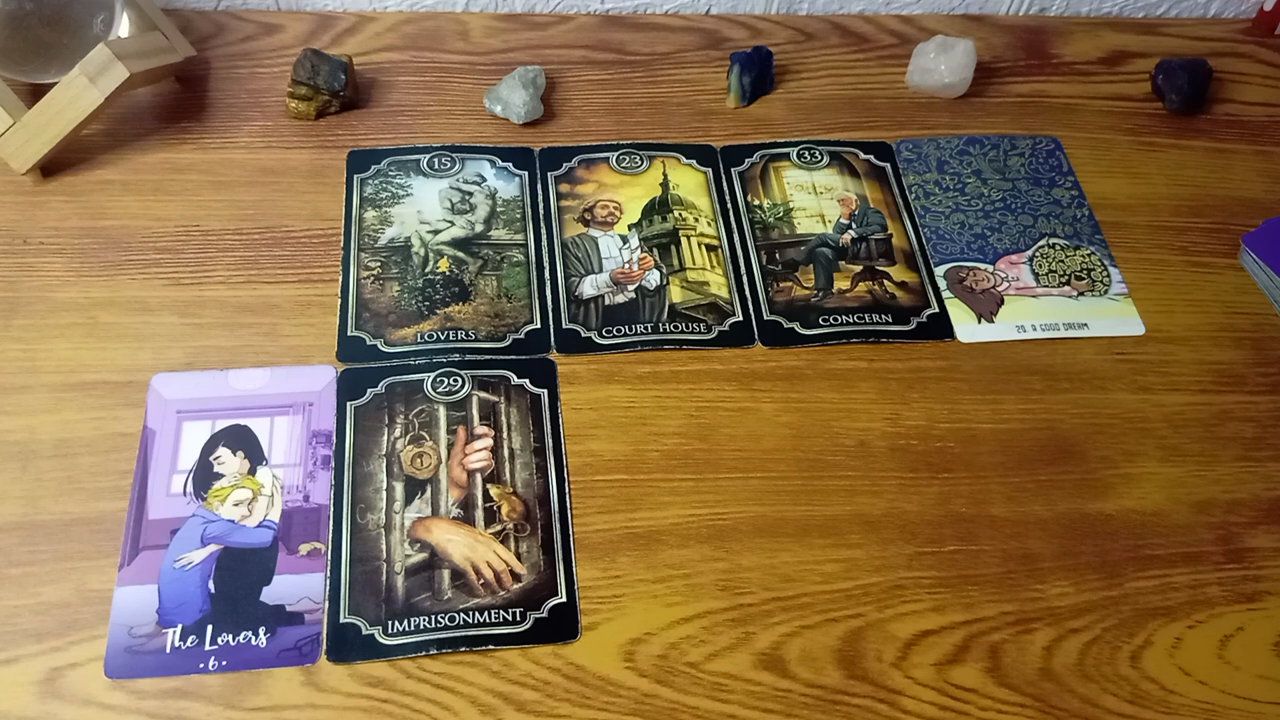 15
LOVERS
23
COURT HOUSE
33
CONCERN
20. A GOOD DREAM
The Lovers
•6•
29
IMPRISONMENT